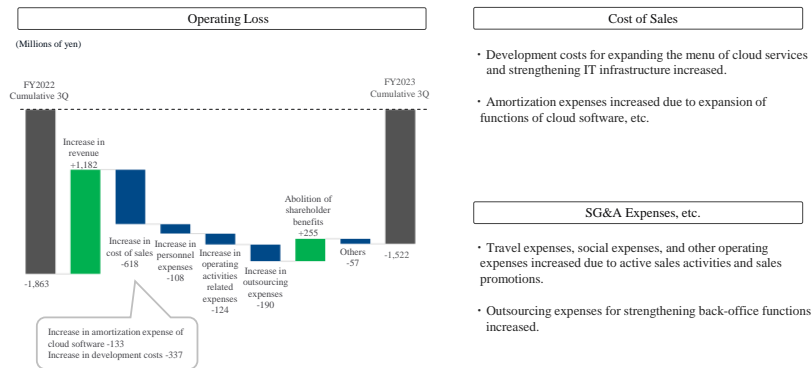 Operating Loss
(Millions of yen)
FY2022
Cumulative 3Q
FY2023
Cumulative 3Q
Increase in
revenue
+1,182
Increase in
cost of sales
-618
Increase in
personnel
expenses
-108
Increase in
operating
activities
related
expenses
-124
Increase in
outsourcing
expenses
-190
Abolition of
shareholder
benefits
+255
Others
-57
-1,863
-1,522
Increase in amortization expense of
cloud software -133
Increase in development costs -337
Cost of Sales
・Development costs for expanding the menu of cloud services
and strengthening IT infrastructure increased.
・Amortization expenses increased due to expansion of
functions of cloud software, etc.
SG&A Expenses, etc.
・Travel expenses, social expenses, and other operating
expenses increased due to active sales activities and sales
promotions.
・Outsourcing expenses for strengthening back-office functions
increased.